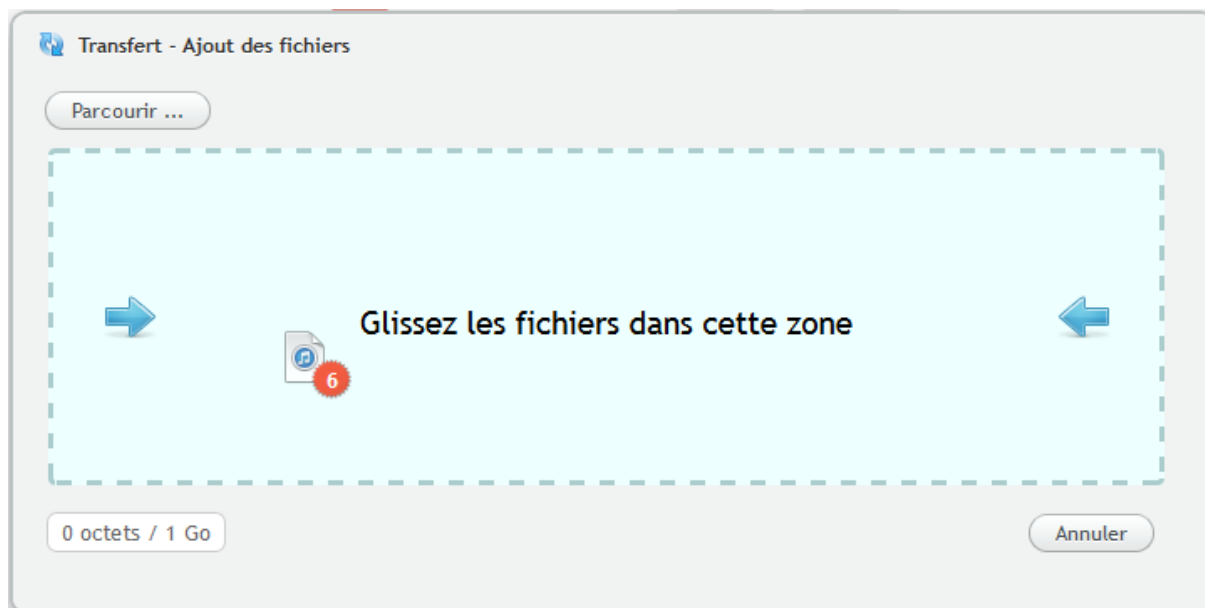 Transfert - Ajout des fichiers
Parcourir ...
Glissez les fichiers dans cette zone
6
0 octets / 1 Go
Annuler